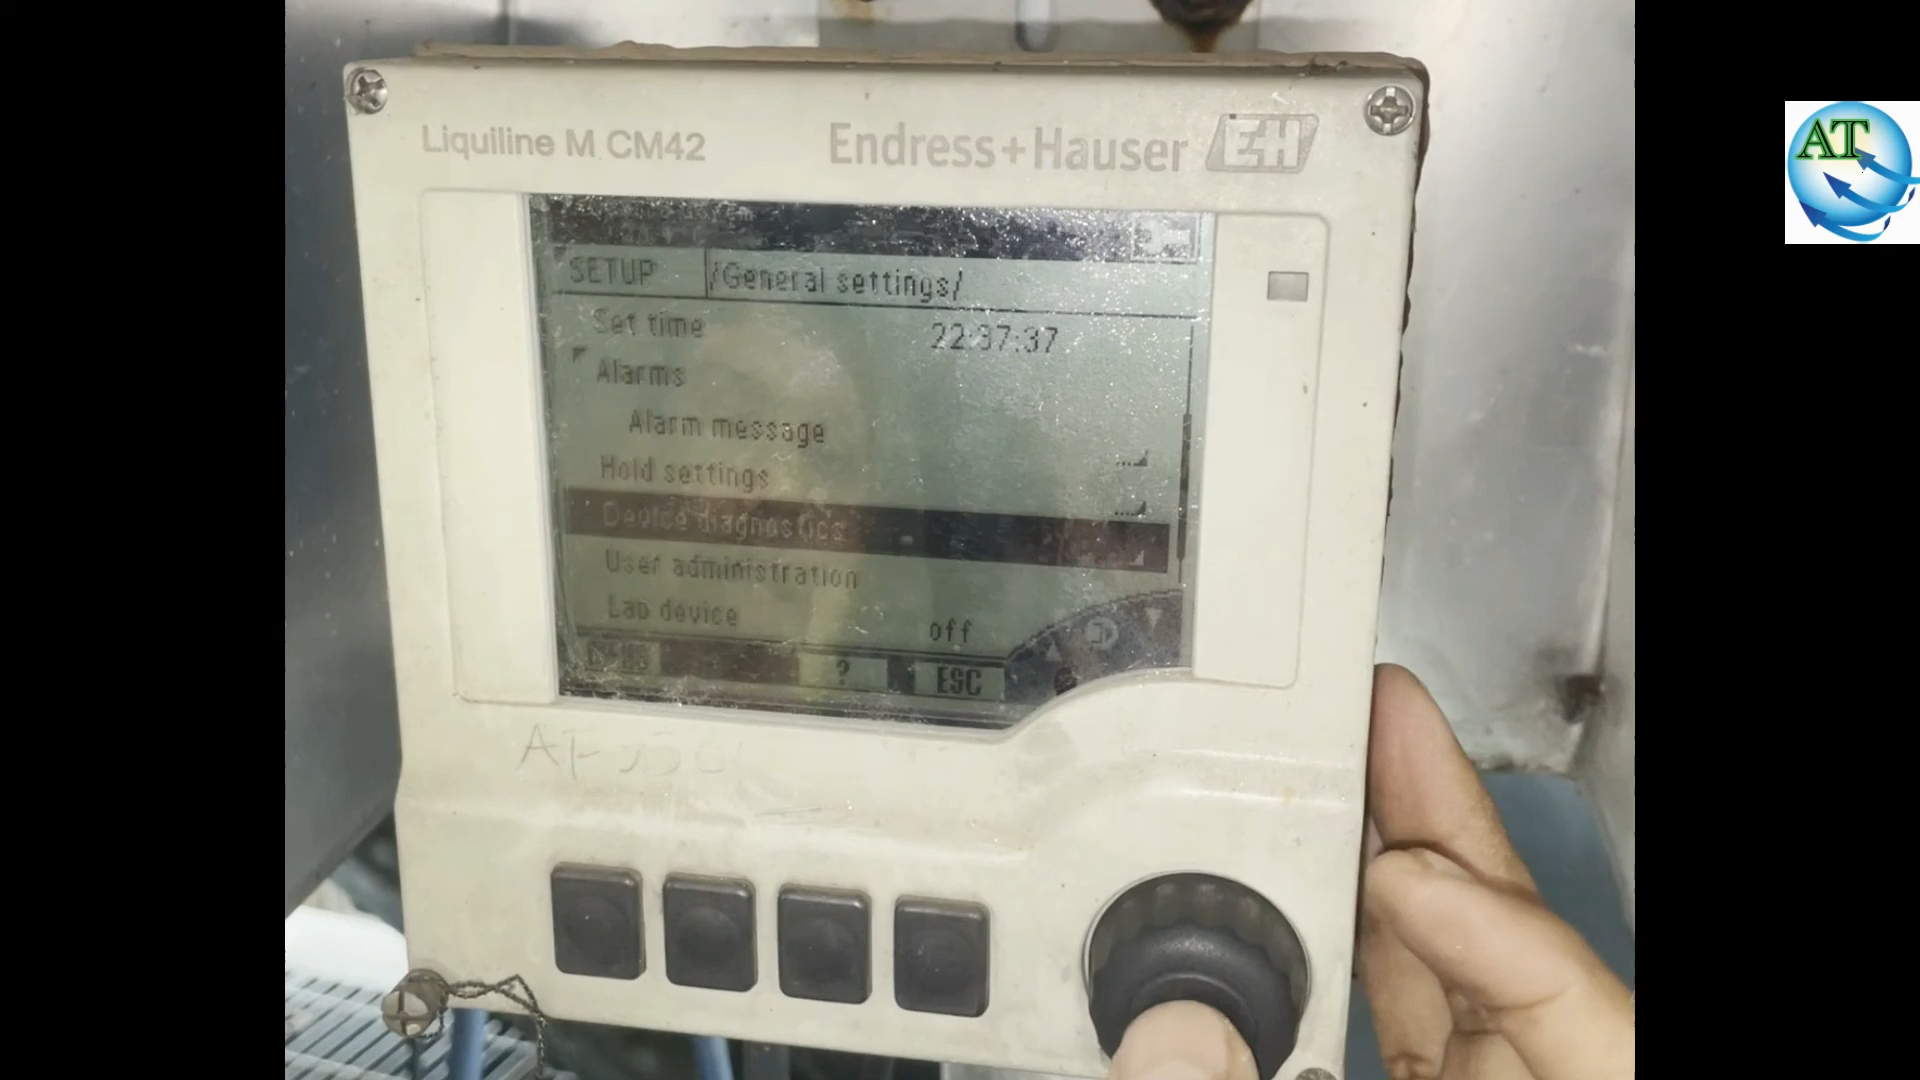 Liquiline M CM42
Endress+Hauser EH
AT
SETUP /General settings/
Set time 22:37:37
Alarms
Alarm message
Hold settings
Device diagnostics
User administration
Lab device off
? ESC